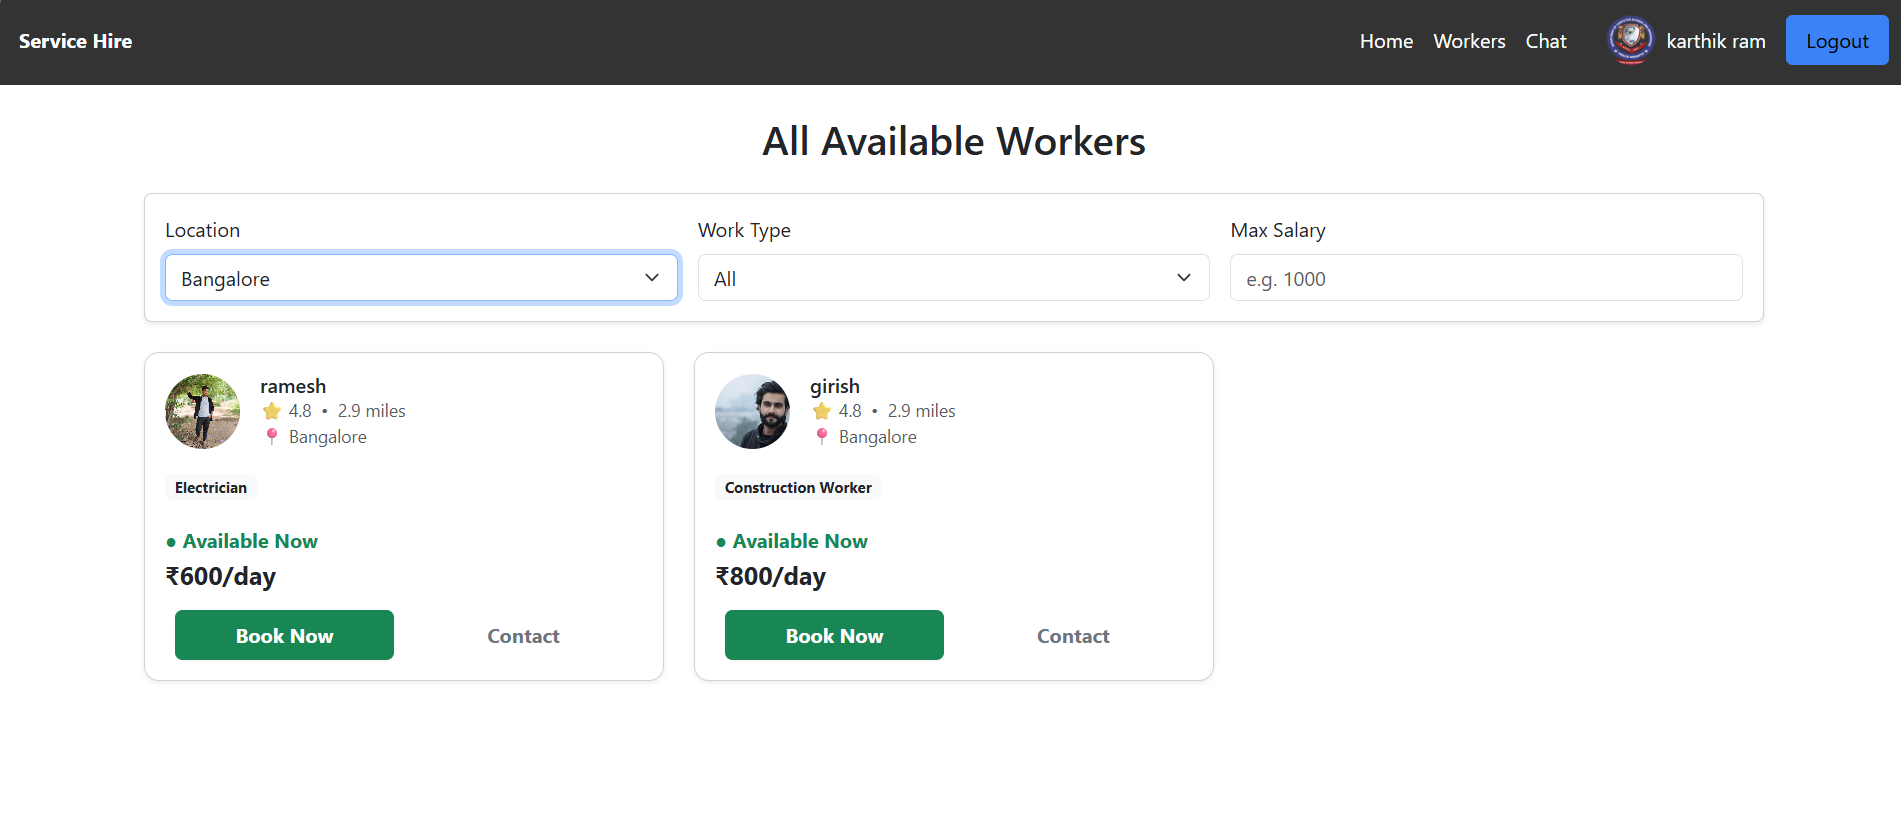 Service Hire
Home Workers Chat karthik ram Logout
All Available Workers
Location Work Type Max Salary
Bangalore All e.g. 1000
ramesh
⭐ 4.8 • 2.9 miles
📍 Bangalore
Electrician
● Available Now
₹600/day
Book Now Contact
girish
⭐ 4.8 • 2.9 miles
📍 Bangalore
Construction Worker
● Available Now
₹800/day
Book Now Contact